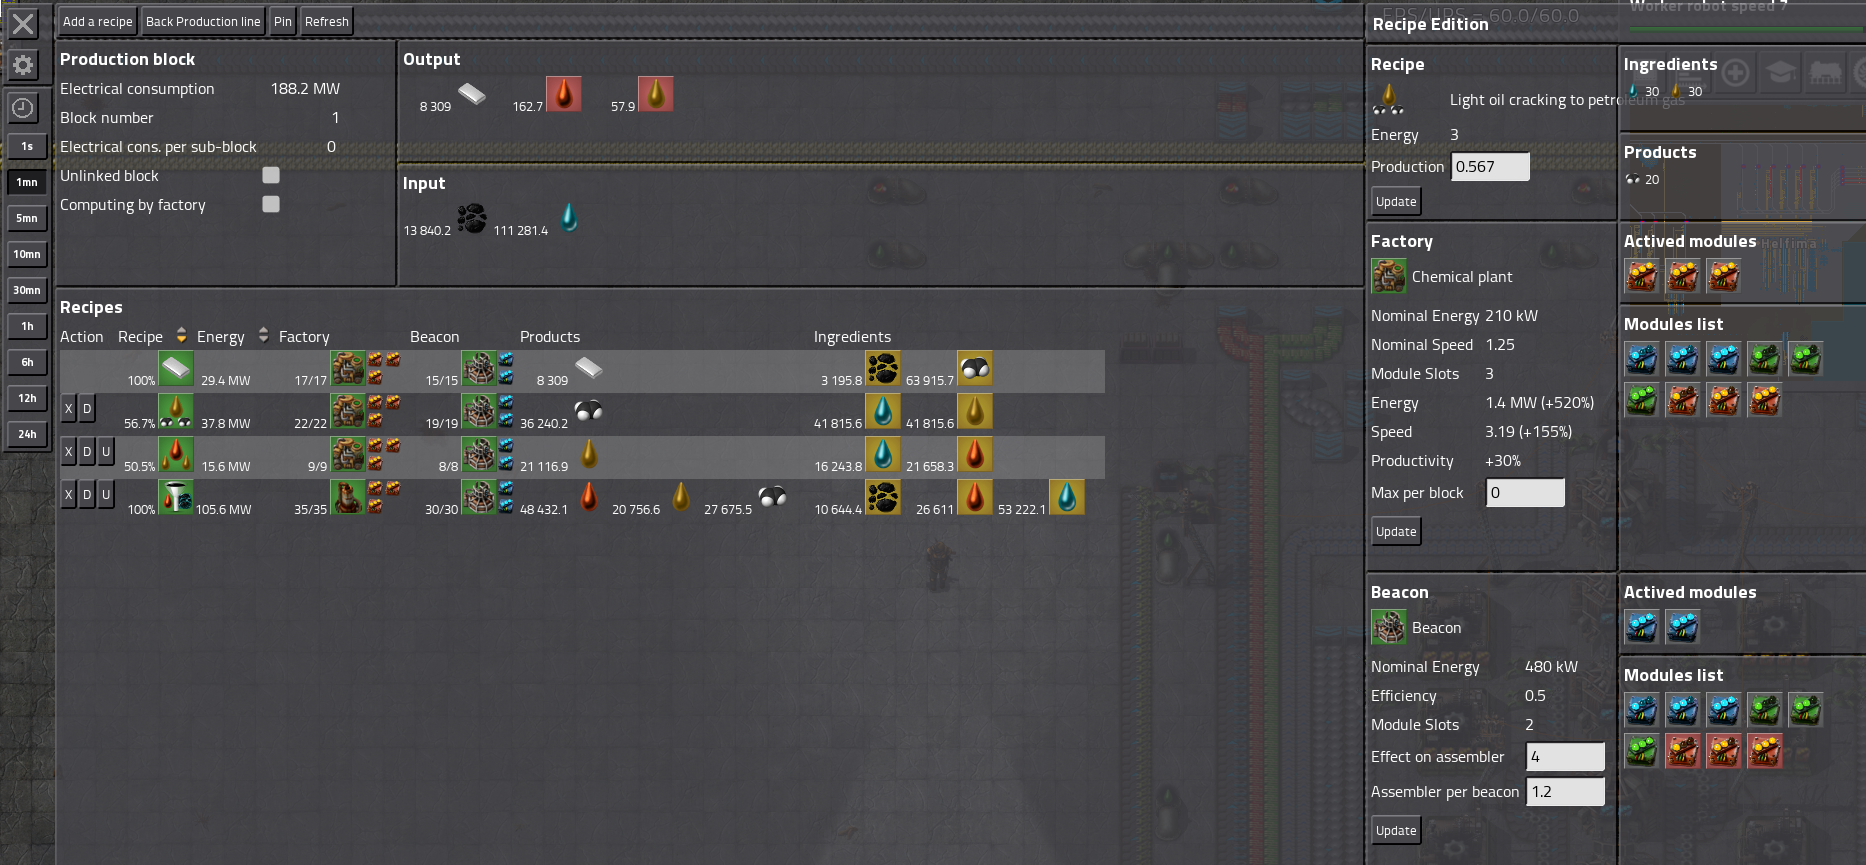 Add a recipe Back Production line Pin Refresh
FPS/UPS = 60.0/60.0
Worker robot speed 7
Recipe Edition
1s
1mn
5mn
10mn
30mn
1h
6h
12h
24h
Production block
Electrical consumption 188.2 MW
Block number 1
Electrical cons. per sub-block 0
Unlinked block
Computing by factory
Output
8 309 162.7 57.9
Input
13 840.2 111 281.4
Recipes
Action Recipe Energy Factory Beacon Products Ingredients
100% 29.4 MW 17/17 15/15 8 309 3 195.8 63 915.7
X D 56.7% 37.8 MW 22/22 19/19 36 240.2 41 815.6 41 815.6
X D U 50.5% 15.6 MW 9/9 8/8 21 116.9 16 243.8 21 658.3
X D U 100% 105.6 MW 35/35 30/30 48 432.1 20 756.6 27 675.5 10 644.4 26 611 53 222.1
Recipe
Light oil cracking to petroleum gas
Energy 3
Production 0.567
Update
Ingredients
30 30
Products
20
Factory
Chemical plant
Nominal Energy 210 kW
Nominal Speed 1.25
Module Slots 3
Energy 1.4 MW (+520%)
Speed 3.19 (+155%)
Productivity +30%
Max per block 0
Update
Actived modules
Helfima
Modules list
Beacon
Beacon
Nominal Energy 480 kW
Efficiency 0.5
Module Slots 2
Effect on assembler 4
Assembler per beacon 1.2
Update
Actived modules
Modules list